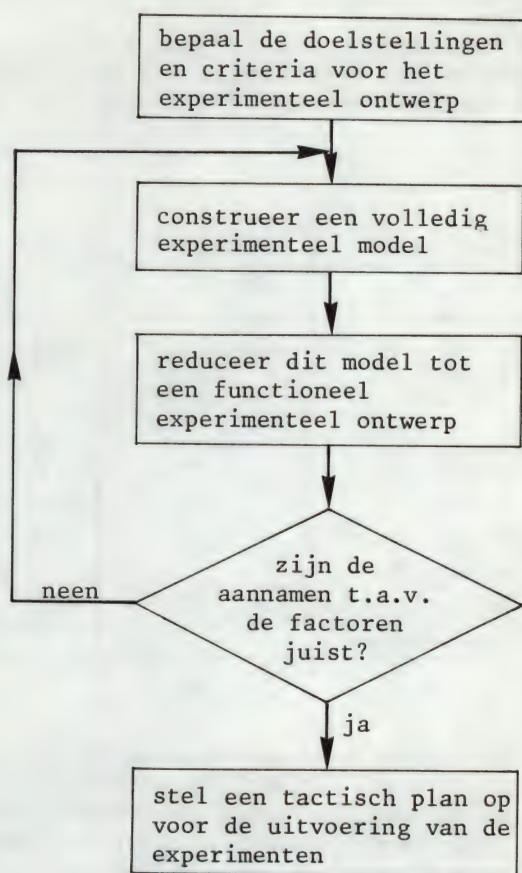 bepaal de doelstellingen
en criteria voor het
experimenteel ontwerp
construeer een volledig
experimenteel model
reduceer dit model tot
een functioneel
experimenteel ontwerp
zijn de
aannamen t.a.v.
de factoren
juist?
neen
ja
stel een tactisch plan op
voor de uitvoering van de
experimenten